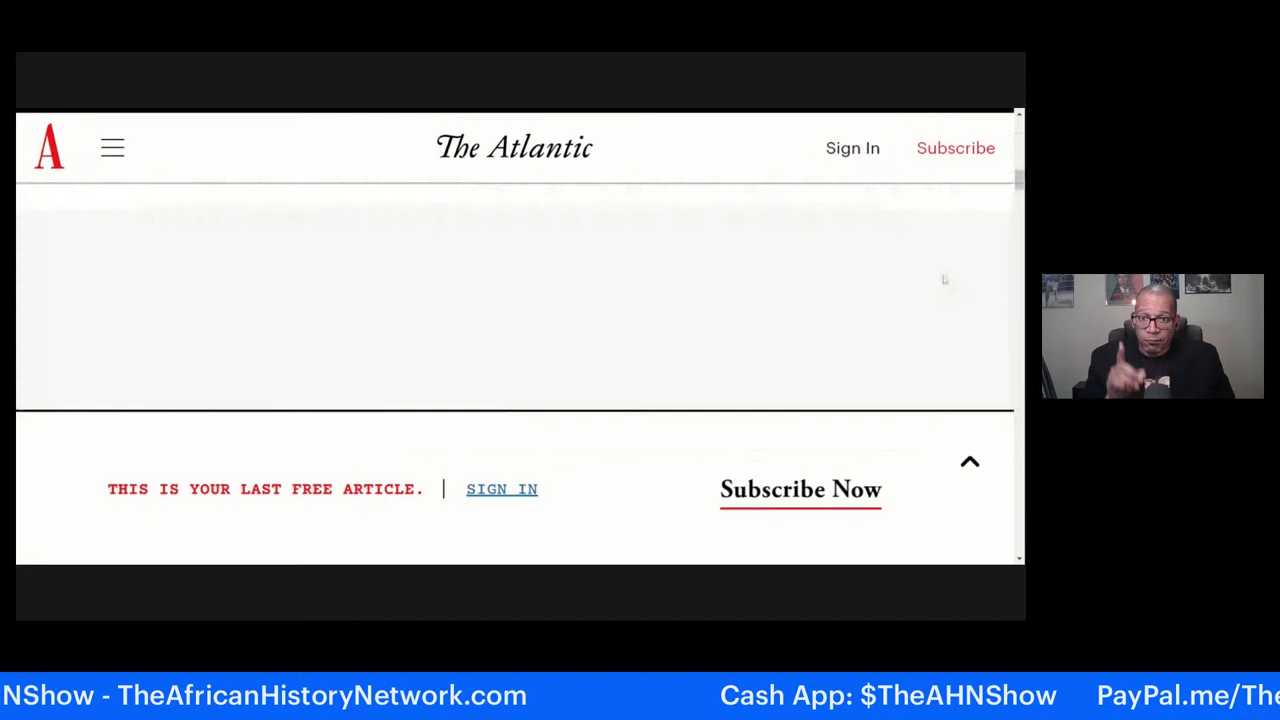 A
The Atlantic
Sign In
Subscribe
THIS IS YOUR LAST FREE ARTICLE.
SIGN IN
Subscribe Now
NShow - TheAfricanHistoryNetwork.com
Cash App: $TheAHNShow
PayPal.me/The